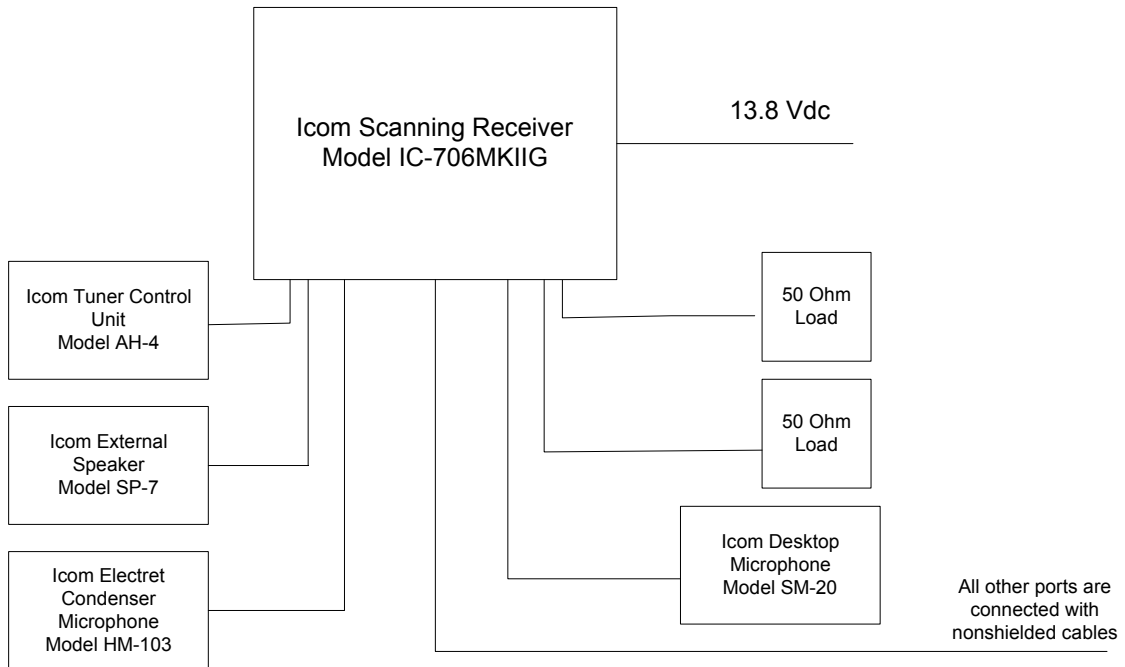 Icom Scanning Receiver
Model IC-706MKIIG
13.8 Vdc
Icom Tuner Control
Unit
Model AH-4
50 Ohm
Load
Icom External
Speaker
Model SP-7
50 Ohm
Load
Icom Electret
Condenser
Microphone
Model HM-103
Icom Desktop
Microphone
Model SM-20
All other ports are
connected with
nonshielded cables